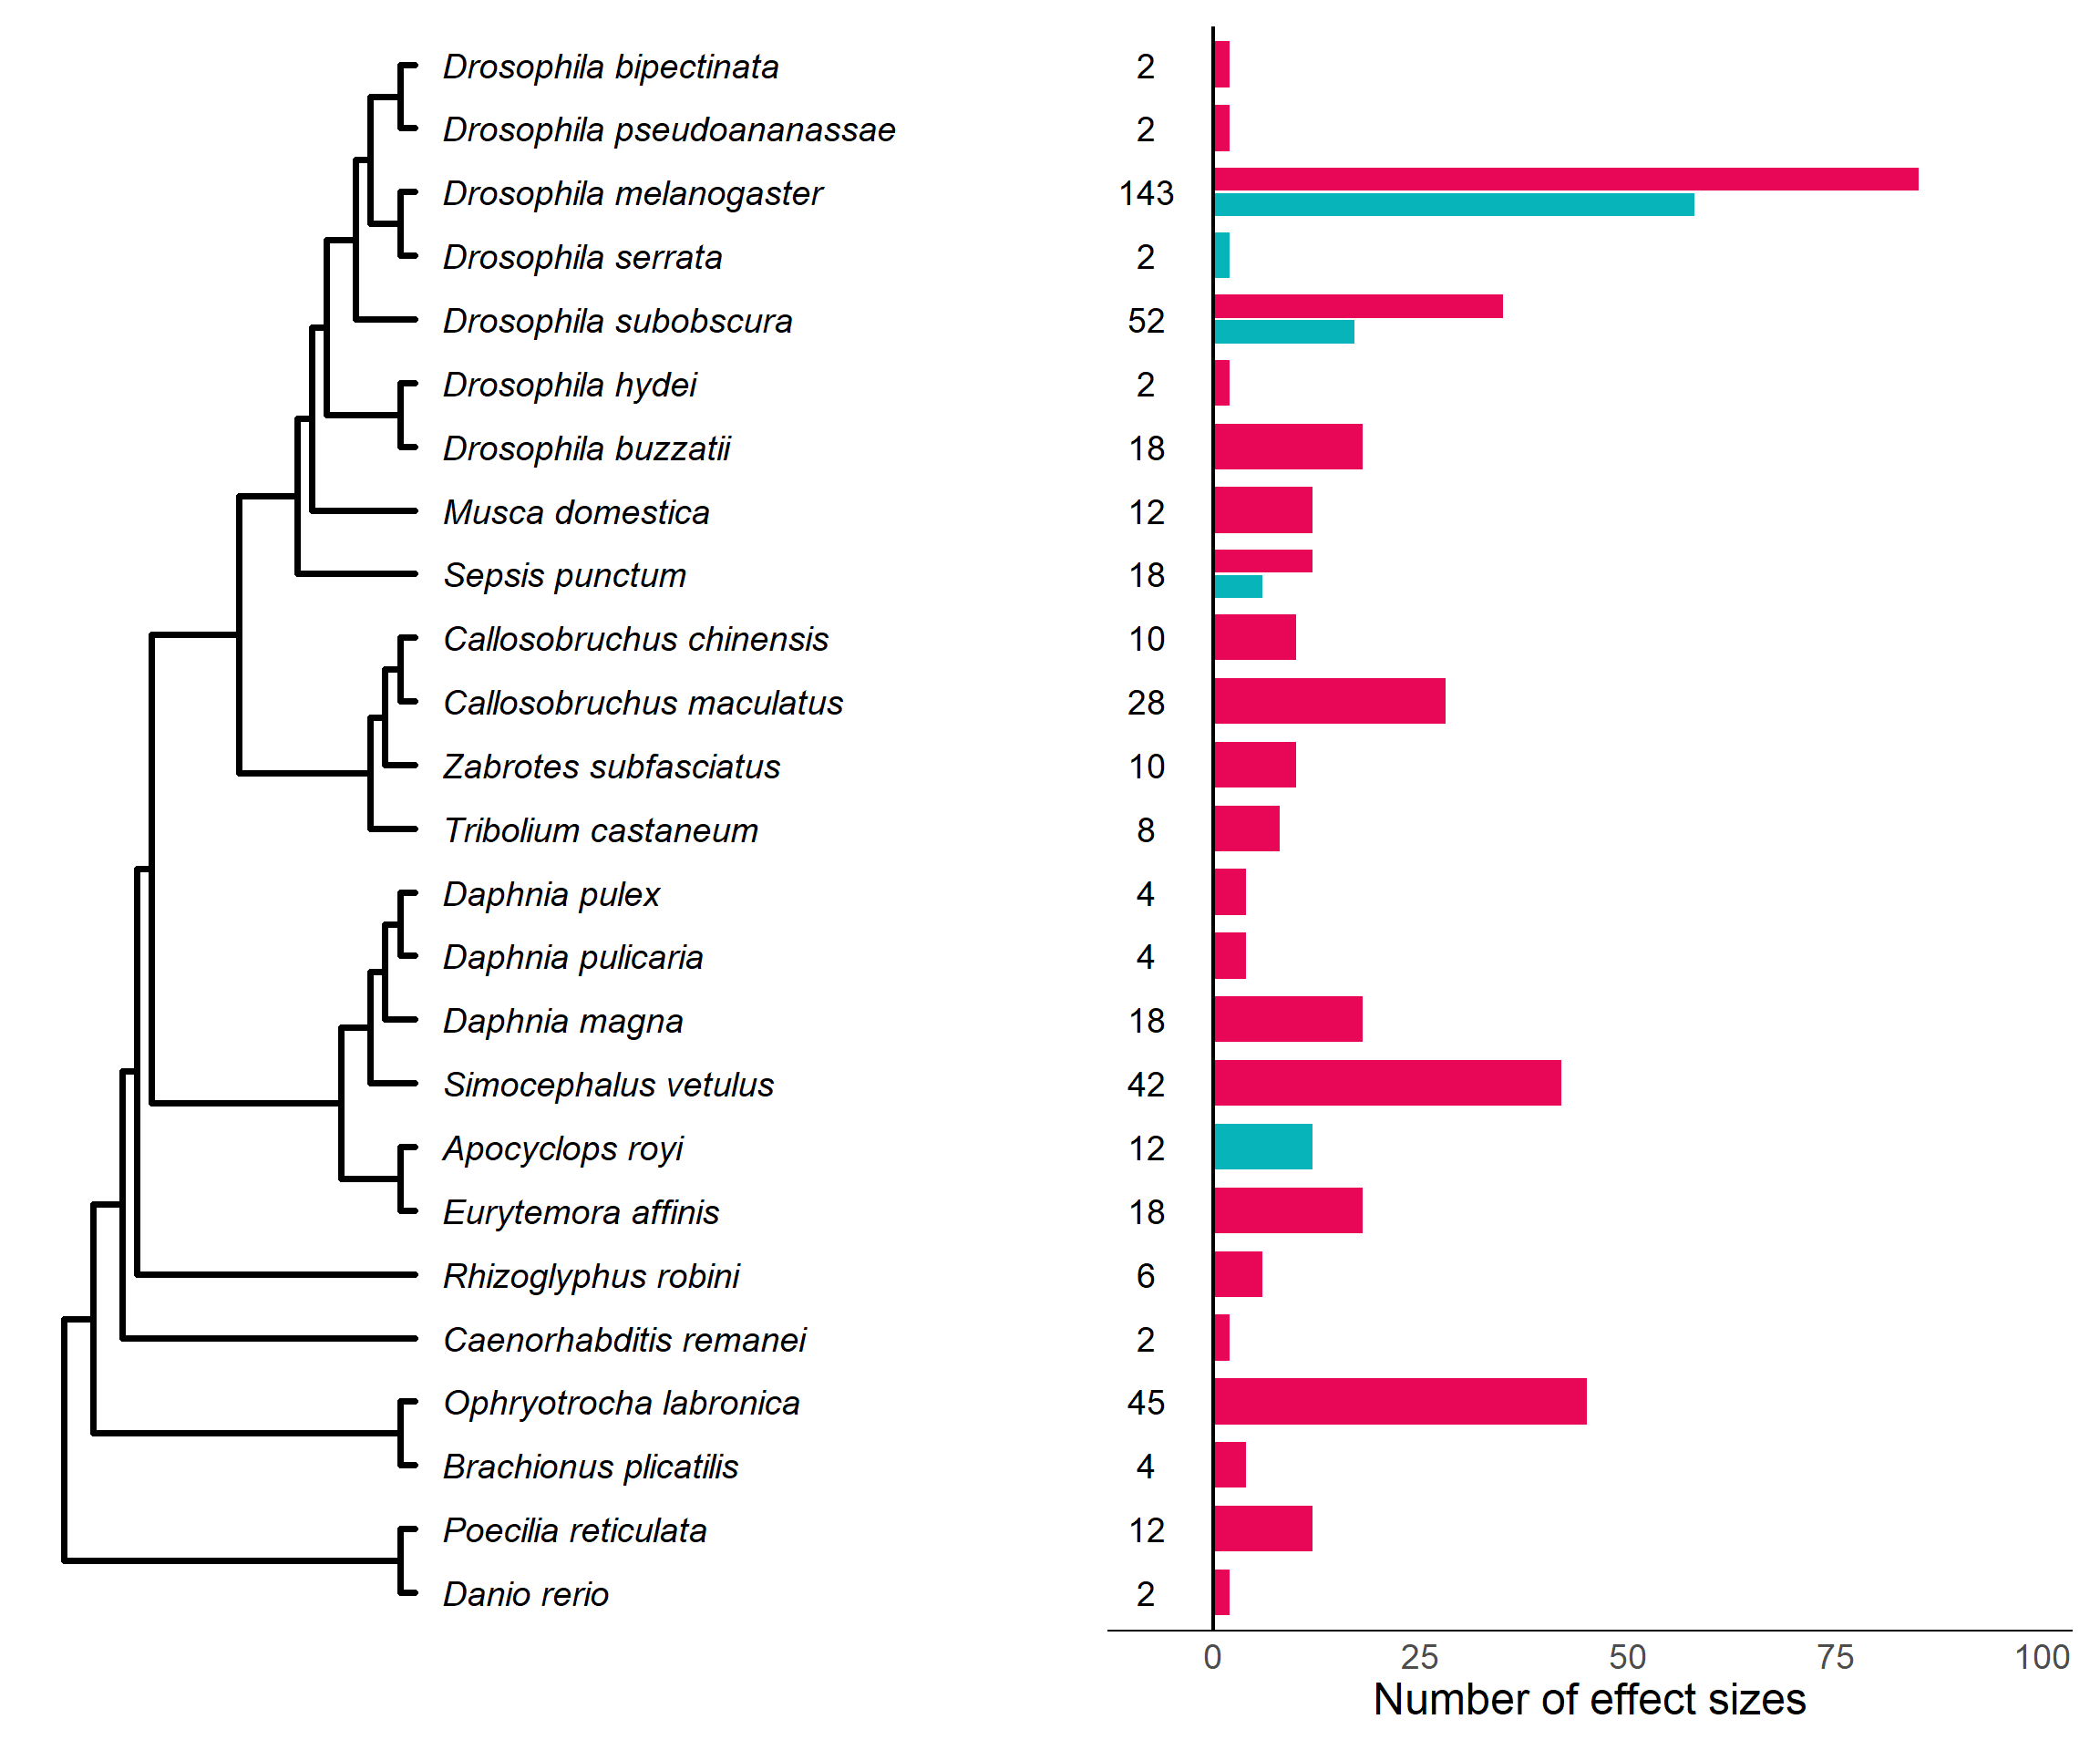 Drosophila bipectinata 2
Drosophila pseudoananassae 2
Drosophila melanogaster 143
Drosophila serrata 2
Drosophila subobscura 52
Drosophila hydei 2
Drosophila buzzatii 18
Musca domestica 12
Sepsis punctum 18
Callosobruchus chinensis 10
Callosobruchus maculatus 28
Zabrotes subfasciatus 10
Tribolium castaneum 8
Daphnia pulex 4
Daphnia pulicaria 4
Daphnia magna 18
Simocephalus vetulus 42
Apocyclops royi 12
Eurytemora affinis 18
Rhizoglyphus robini 6
Caenorhabditis remanei 2
Ophryotrocha labronica 45
Brachionus plicatilis 4
Poecilia reticulata 12
Danio rerio 2
0 25 50 75 100
Number of effect sizes